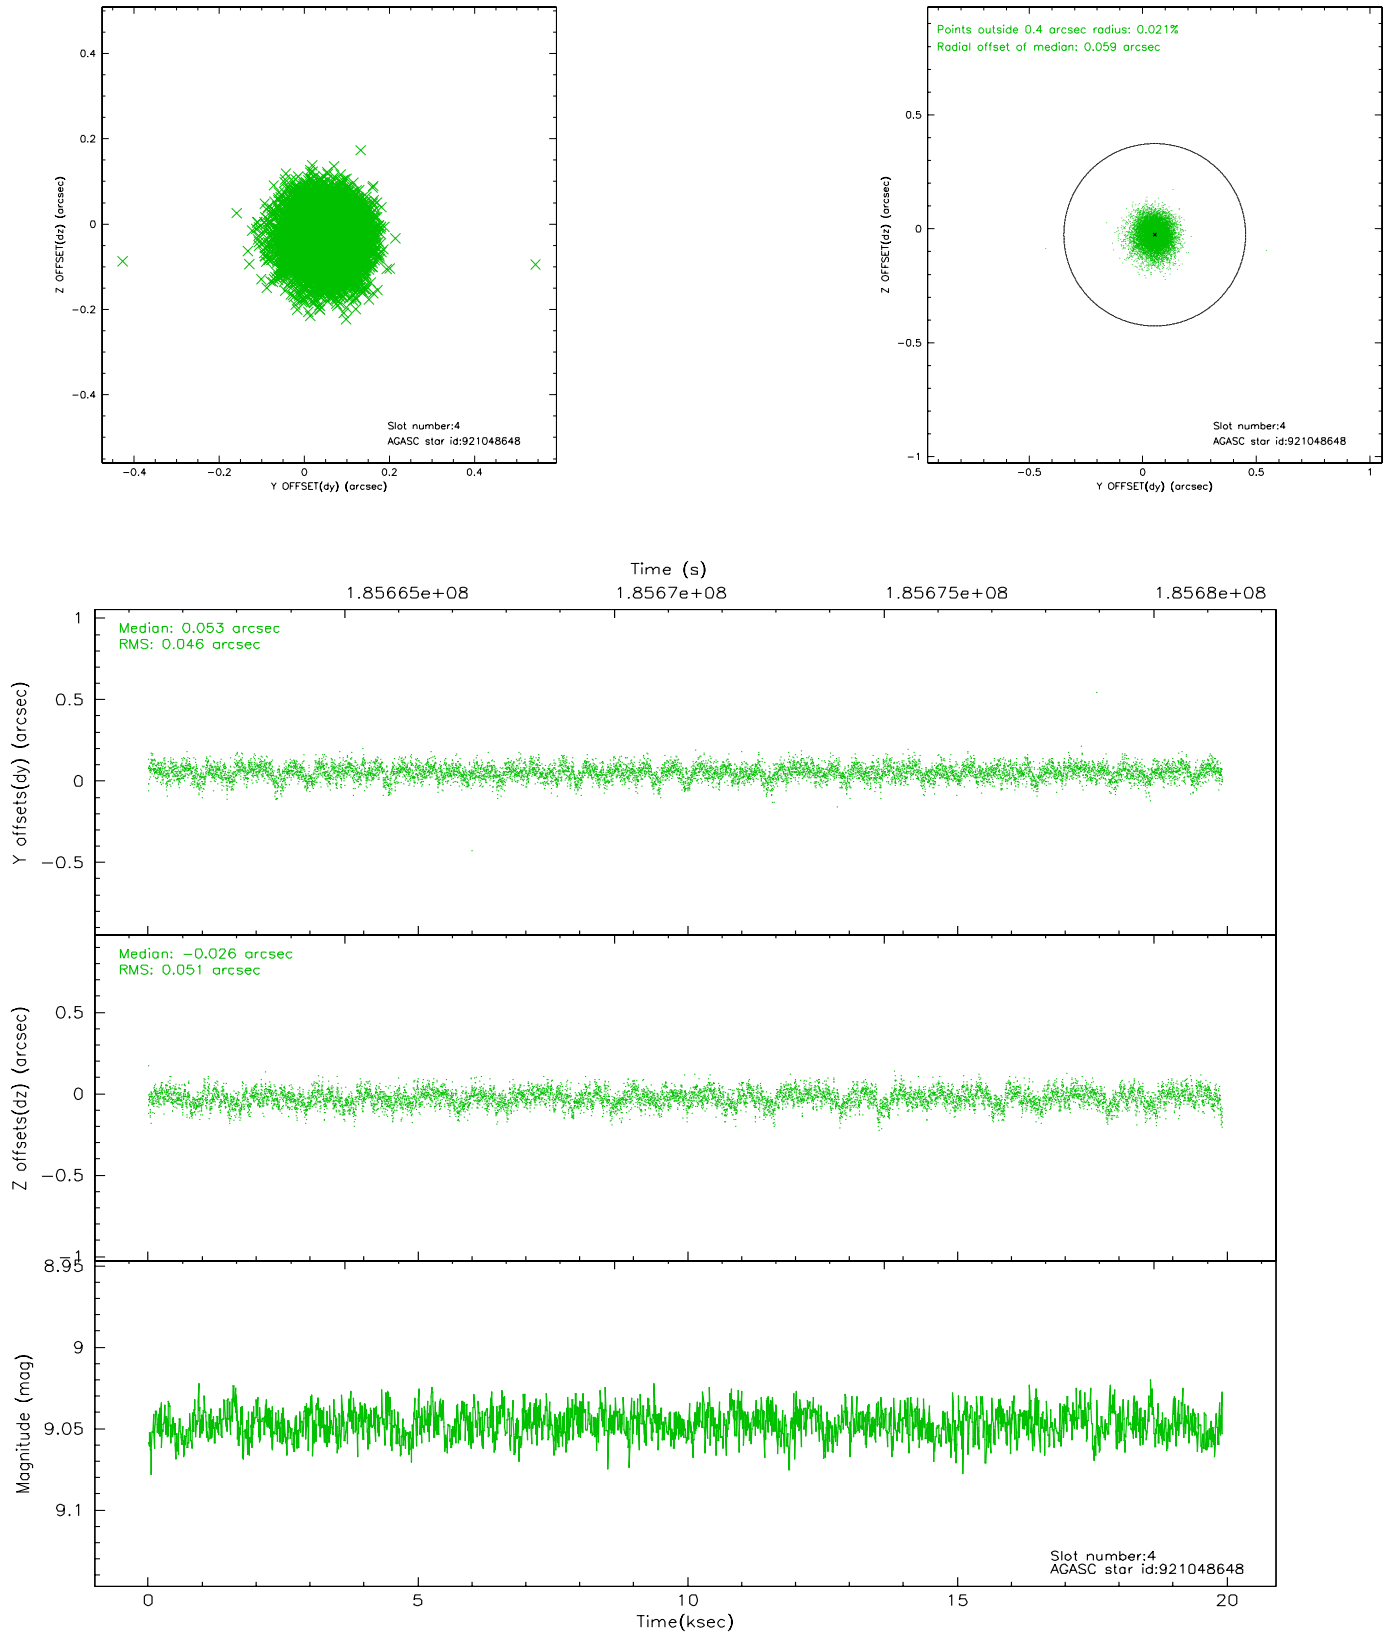 0.4
0.2
0
−0.2
−0.4
Z OFFSET(dz) (arcsec)
Slot number:4
AGASC star id:921048648
−0.4
−0.2
0
0.2
0.4
Y OFFSET(dy) (arcsec)
Points outside 0.4 arcsec radius: 0.021%
Radial offset of median: 0.059 arcsec
0.5
0
−0.5
−1
Z OFFSET(dz) (arcsec)
Slot number:4
AGASC star id:921048648
−0.5
0
0.5
1
Y OFFSET(dy) (arcsec)
Time (s)
1.85665e+08
1.8567e+08
1.85675e+08
1.8568e+08
Median: 0.053 arcsec
RMS: 0.046 arcsec
1
0.5
0
−0.5
Y offsets(dy) (arcsec)
Median: −0.026 arcsec
RMS: 0.051 arcsec
0.5
0
−0.5
−1
Z offsets(dz) (arcsec)
8.95
9
9.05
9.1
Magnitude (mag)
Slot number:4
AGASC star id:921048648
0
5
10
15
20
Time(ksec)